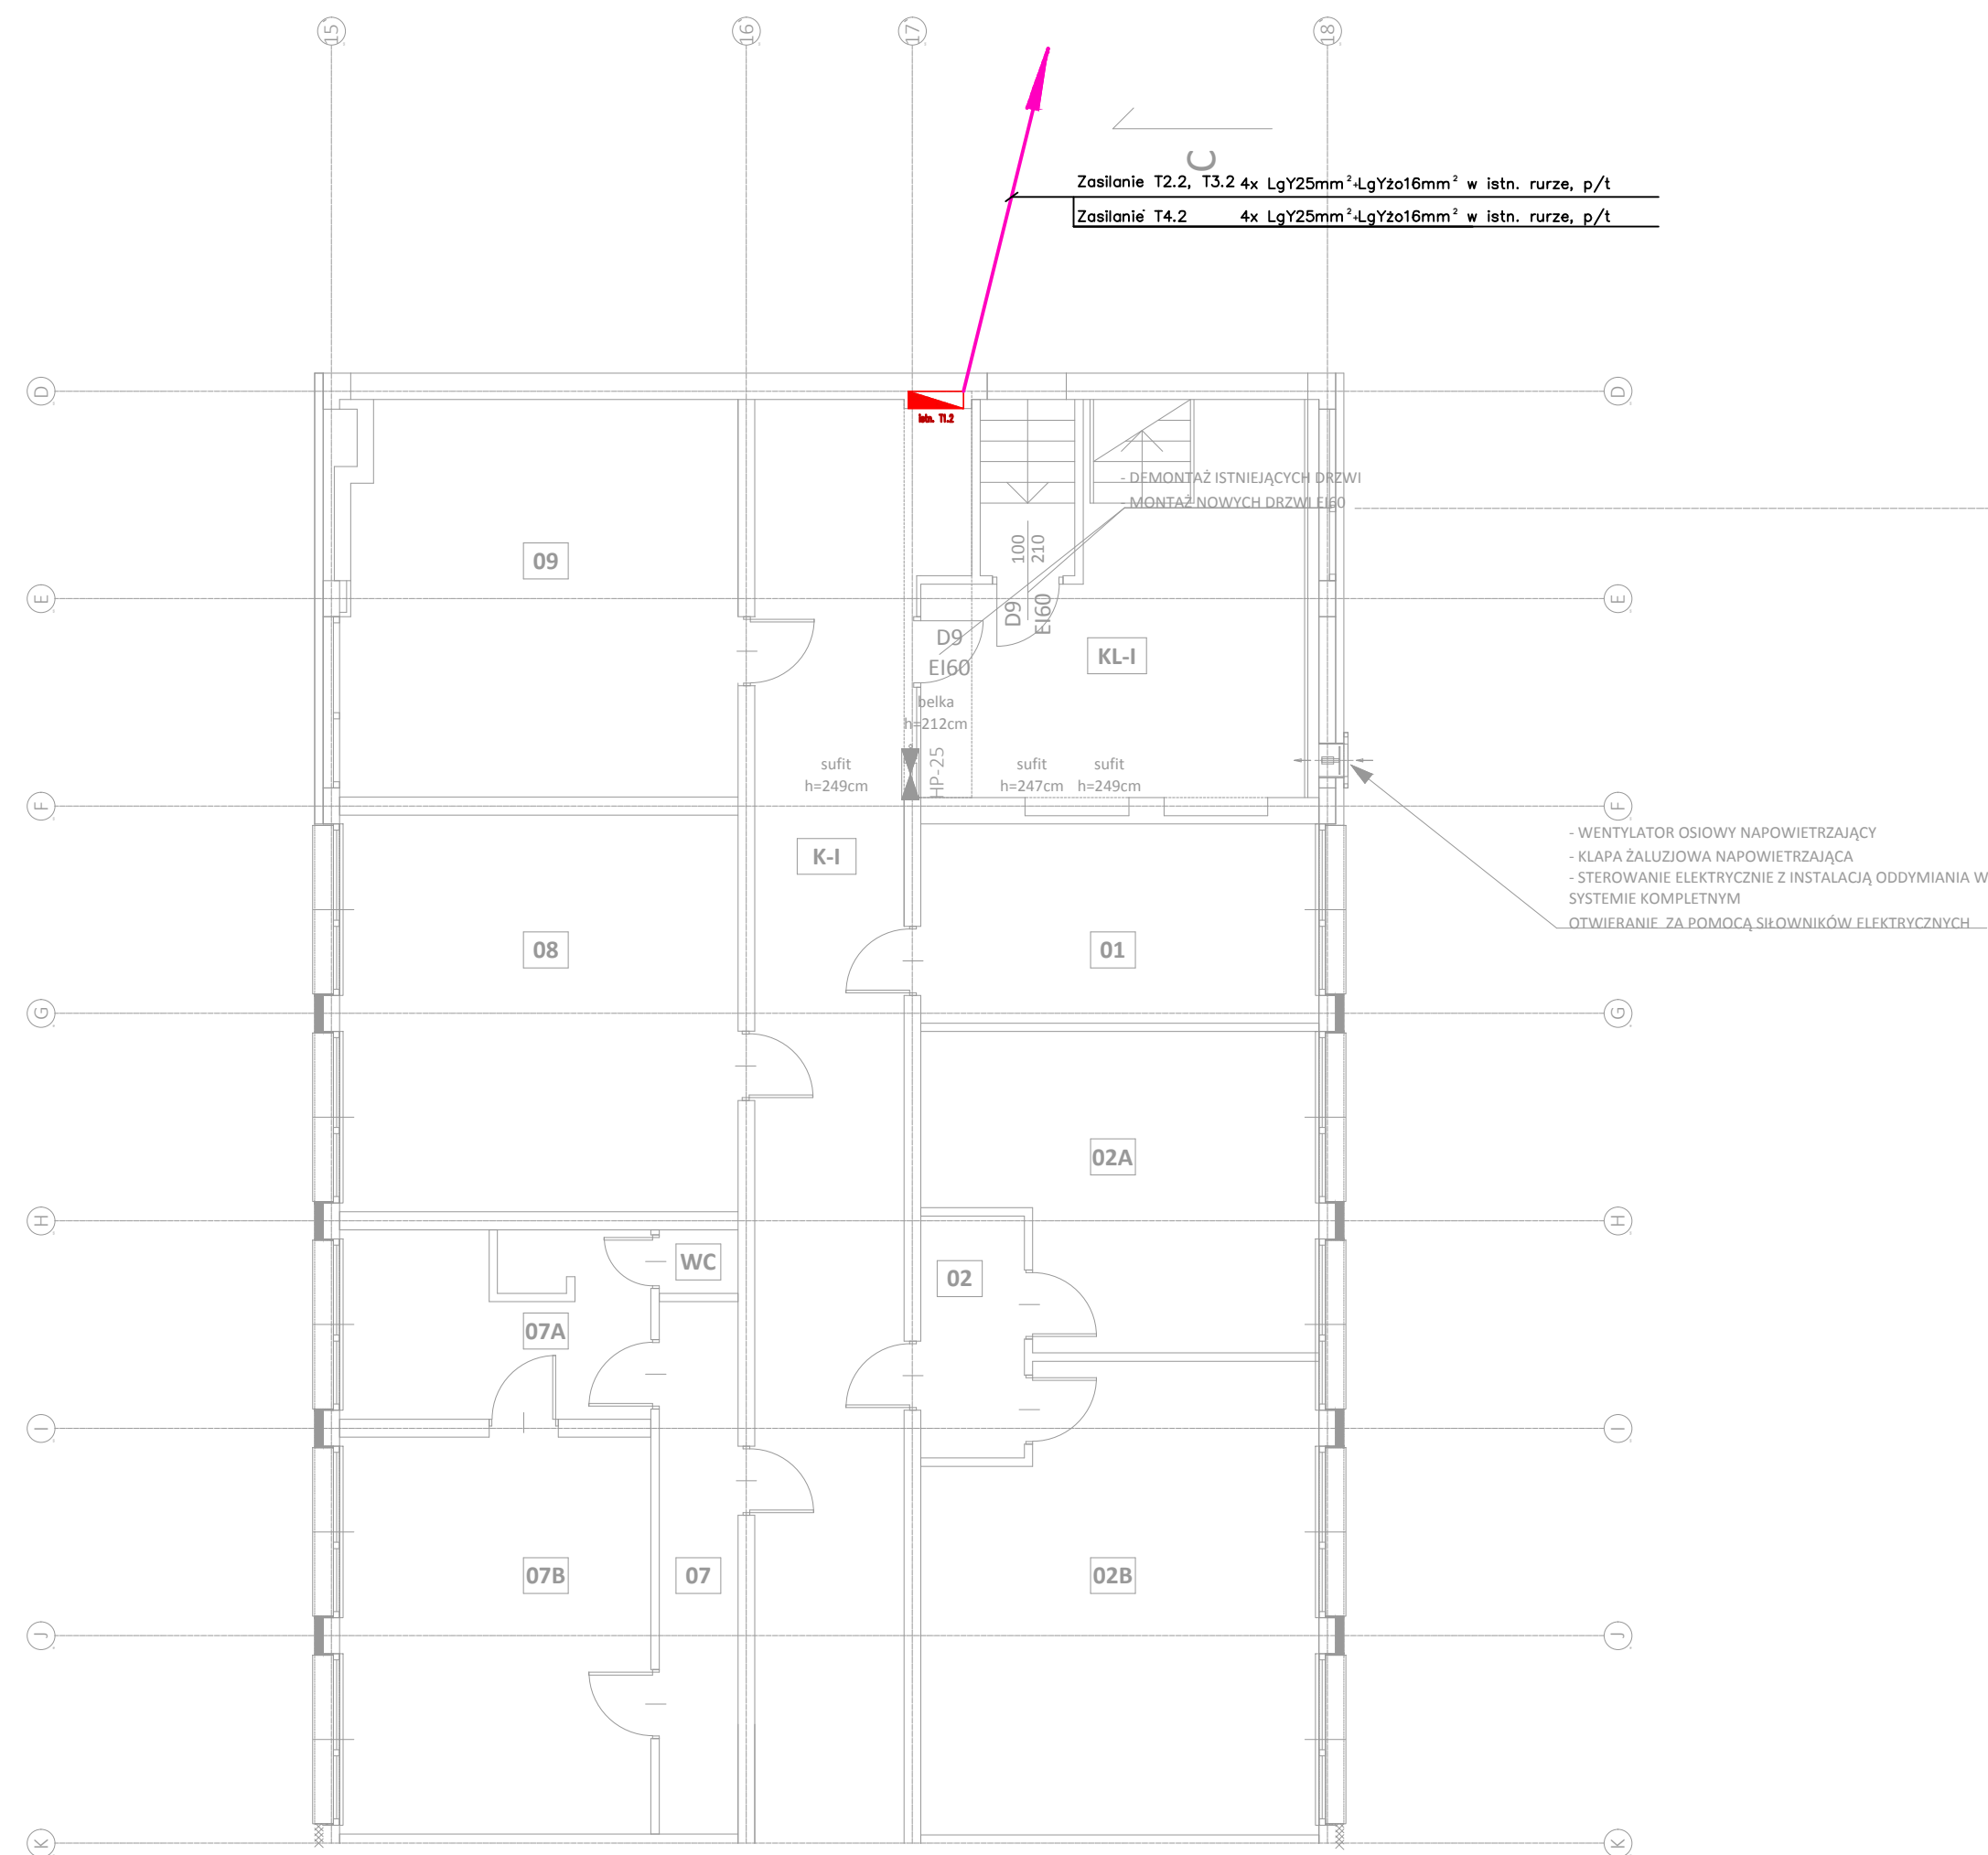 15
16
17
18
C
Zasilanie T2.2, T3.2 4x LgY25mm²+LgYżo16mm² w istn. rurze, p/t
Zasilanie T4.2 4x LgY25mm²+LgYżo16mm² w istn. rurze, p/t
D
D
istn. T1.2
- DEMONTAŻ ISTNIEJĄCYCH DRZWI
- MONTAŻ NOWYCH DRZWI EI60
100
210
09
E
E
D9
EI60
D9
EI60
KL-I
belka
h=212cm
HP-25
sufit
h=249cm
sufit
h=247cm
sufit
h=249cm
F
F
- WENTYLATOR OSIOWY NAPOWIETRZAJĄCY
- KLAPA ŻALUZJOWA NAPOWIETRZAJĄCA
- STEROWANIE ELEKTRYCZNIE Z INSTALACJĄ ODDYMIANIA W
SYSTEMIE KOMPLETNYM
OTWIERANIE ZA POMOCĄ SIŁOWNIKÓW ELEKTRYCZNYCH
K-I
08
01
G
G
02A
H
H
WC
02
07A
I
I
07B
07
02B
J
J
K
K